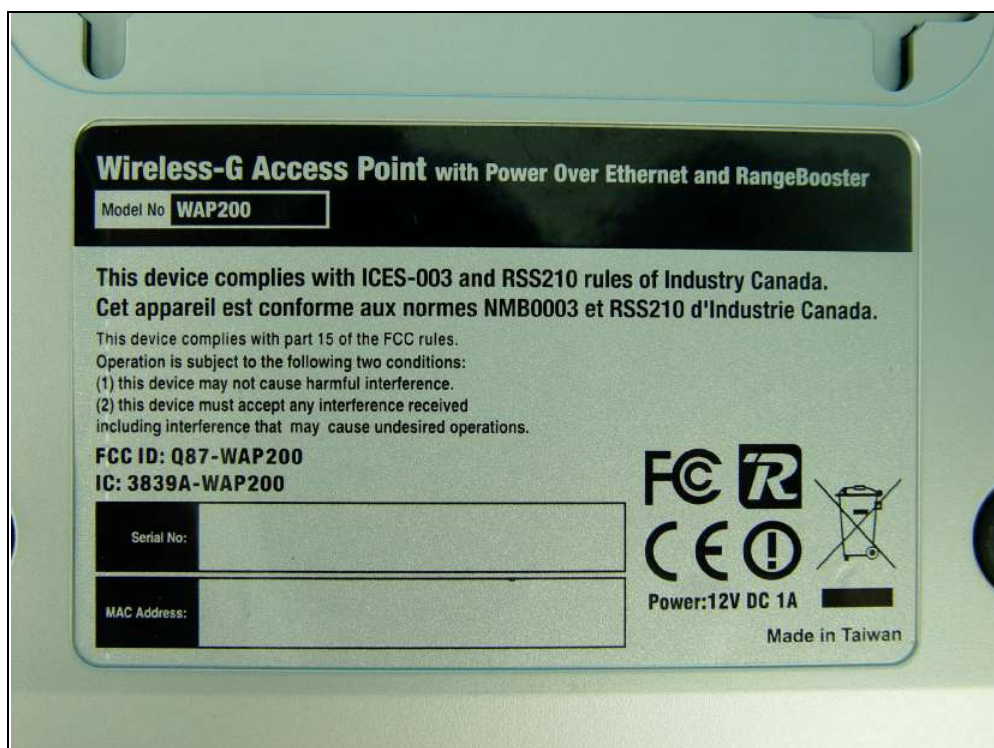 Wireless-G Access Point with Power Over Ethernet and RangeBooster
Model No WAP200
This device complies with ICES-003 and RSS210 rules of Industry Canada.
Cet appareil est conforme aux normes NMB0003 et RSS210 d'Industrie Canada.
This device complies with part 15 of the FCC rules.
Operation is subject to the following two conditions:
(1) this device may not cause harmful interference.
(2) this device must accept any interference received
including interference that may cause undesired operations.
FCC ID: Q87-WAP200
IC: 3839A-WAP200
Serial No:
MAC Address:
FC R
CE
Power:12V DC 1A
Made in Taiwan